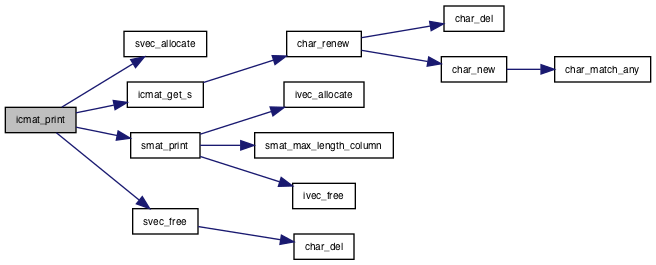 icmat_print
svec_allocate
icmat_get_s
char_renew
char_del
char_new
char_match_any
smat_print
ivec_allocate
smat_max_length_column
ivec_free
svec_free
char_del